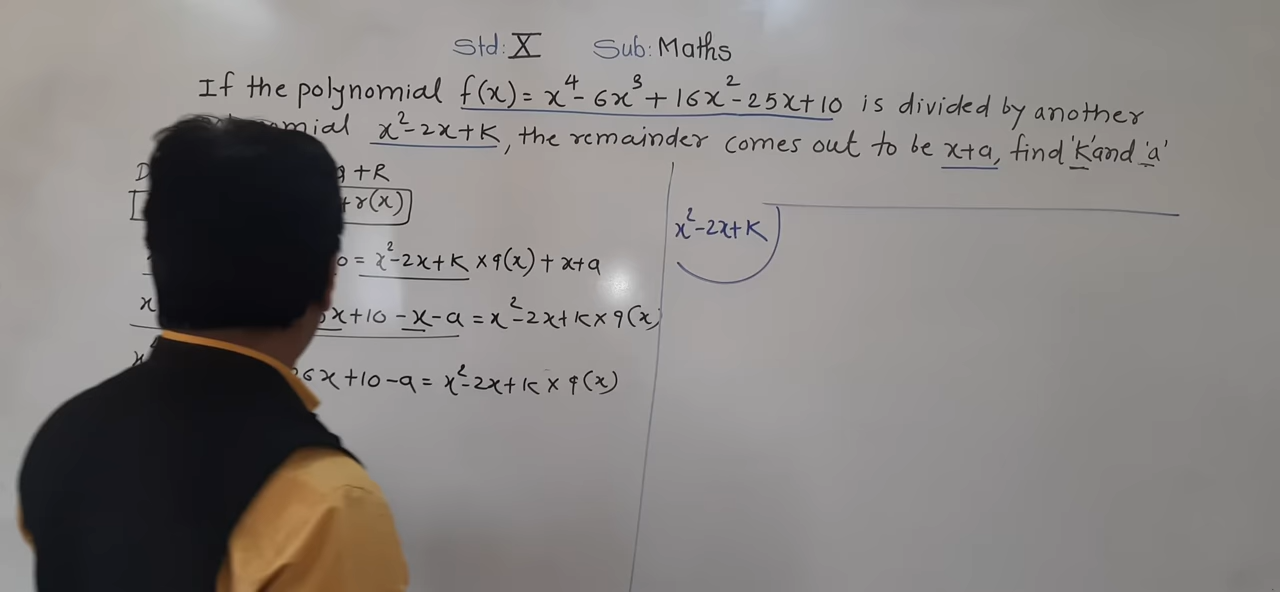 Std: X Sub: Maths
If the polynomial f(x) = x⁴ - 6x³ + 16x² - 25x + 10 is divided by another
x² - 2x + K, the remainder comes out to be x+a, find 'K' and 'a'
+ R
+ r(x)
= x² - 2x + K × q(x) + x + a
x + 10 - x - a = x² - 2x + K × q(x)
6x + 10 - a = x² - 2x + K × q(x)
x² - 2x + K